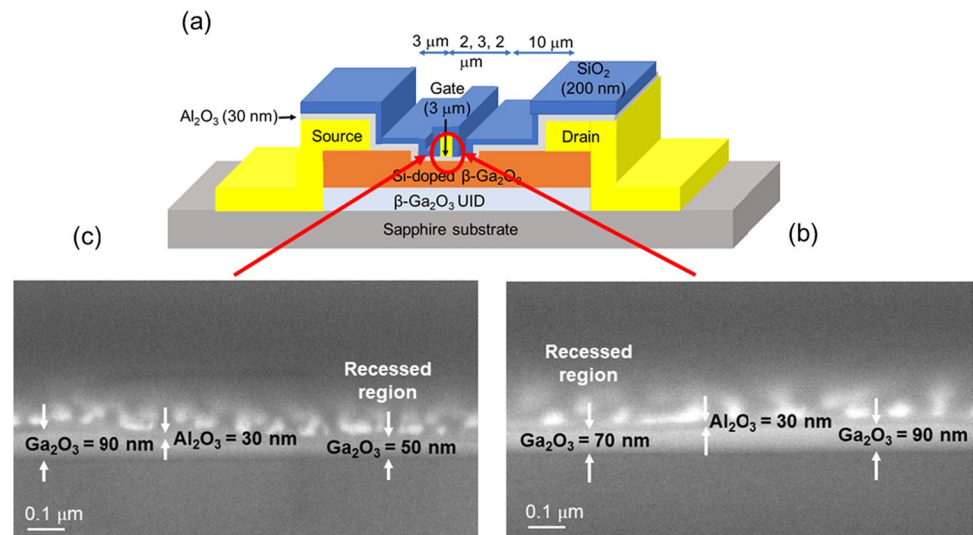 (a)
3 μm
2, 3, 2
μm
10 μm
SiO₂
(200 nm)
Gate
(3 μm)
Al₂O₃ (30 nm)
Source
Drain
Si-doped β-Ga₂O₃
β-Ga₂O₃ UID
Sapphire substrate
(c)
(b)
Recessed
region
Ga₂O₃ = 90 nm
Al₂O₃ = 30 nm
Ga₂O₃ = 50 nm
0.1 μm
Recessed
region
Al₂O₃ = 30 nm
Ga₂O₃ = 70 nm
Ga₂O₃ = 90 nm
0.1 μm